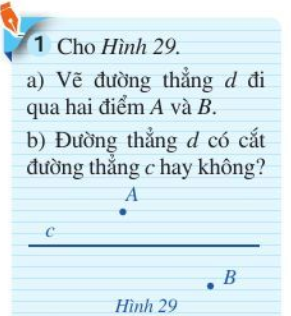 1 Cho Hình 29.
a) Vẽ đường thẳng d đi
qua hai điểm A và B.
b) Đường thẳng d có cắt
đường thẳng c hay không?
A
c
B
Hình 29